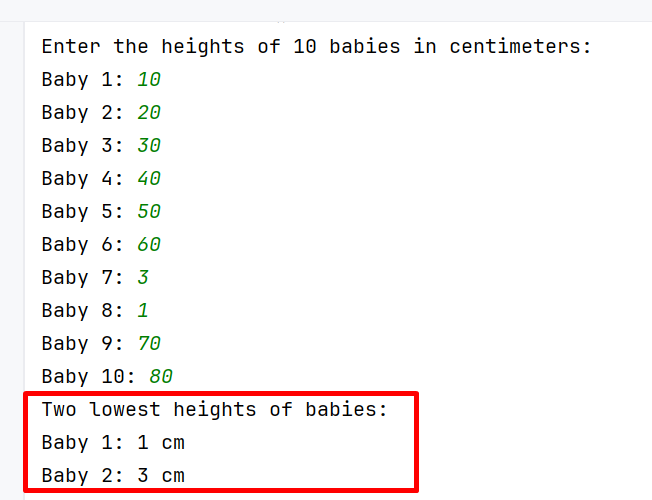 Enter the heights of 10 babies in centimeters:
Baby 1: 10
Baby 2: 20
Baby 3: 30
Baby 4: 40
Baby 5: 50
Baby 6: 60
Baby 7: 3
Baby 8: 1
Baby 9: 70
Baby 10: 80
Two lowest heights of babies:
Baby 1: 1 cm
Baby 2: 3 cm